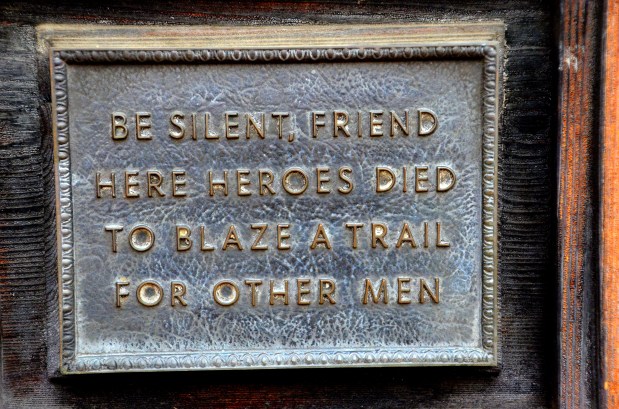 BE SILENT, FRIEND
HERE HEROES DIED
TO BLAZE A TRAIL
FOR OTHER MEN